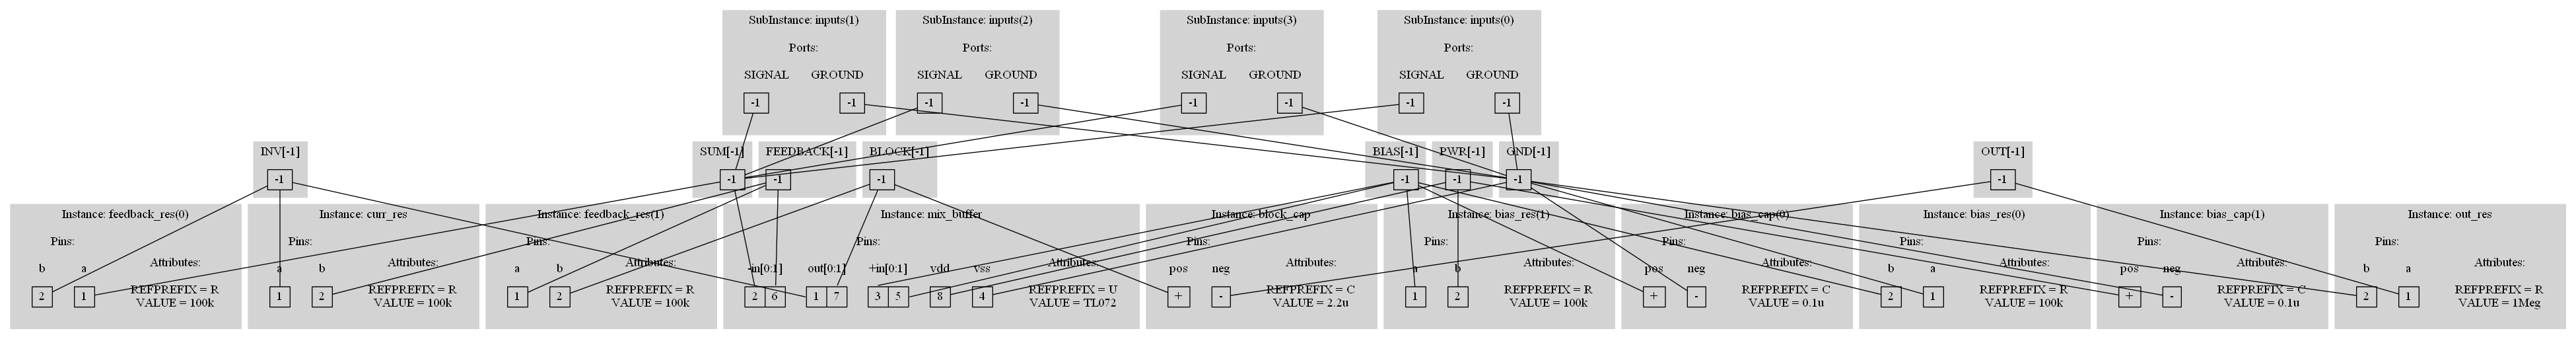 SubInstance: inputs(1) SubInstance: inputs(2) SubInstance: inputs(3) SubInstance: inputs(0)
Ports: Ports: Ports: Ports:
SIGNAL GROUND SIGNAL GROUND SIGNAL GROUND SIGNAL GROUND
-1 -1 -1 -1 -1 -1 -1 -1
INV[-1] SUM[-1] FEEDBACK[-1] BLOCK[-1] BIAS[-1] PWR[-1] GND[-1] OUT[-1]
-1 -1 -1 -1 -1 -1 -1 -1
Instance: feedback_res(0) Instance: curr_res Instance: feedback_res(1) Instance: mix_buffer Instance: block_cap Instance: bias_res(1) Instance: bias_cap(0) Instance: bias_res(0) Instance: bias_cap(1) Instance: out_res
Pins: Pins: Pins: Pins: Pins: Pins: Pins: Pins: Pins: Pins:
Attributes: Attributes: Attributes: Attributes: Attributes: Attributes: Attributes: Attributes: Attributes: Attributes:
b a a b a b -in[0:1] out[0:1] +in[0:1] vdd vss pos neg a b pos neg b a pos neg b a
2 1 REFPREFIX = R 1 2 REFPREFIX = R 1 2 REFPREFIX = R 2 6 1 7 3 5 8 4 REFPREFIX = U + - REFPREFIX = C 1 2 REFPREFIX = R + - REFPREFIX = C 2 1 REFPREFIX = R + - REFPREFIX = C 2 1 REFPREFIX = R
VALUE = 100k VALUE = 100k VALUE = 100k VALUE = TL072 VALUE = 2.2u VALUE = 100k VALUE = 0.1u VALUE = 100k VALUE = 0.1u VALUE = 1Meg